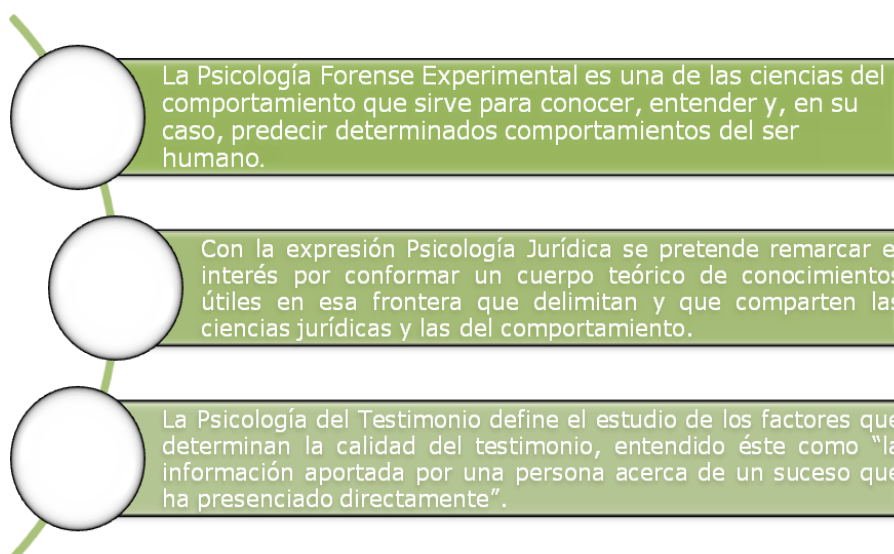 La Psicología Forense Experimental es una de las ciencias del
comportamiento que sirve para conocer, entender y, en su
caso, predecir determinados comportamientos del ser
humano.
Con la expresión Psicología Jurídica se pretende remarcar e
interés por conformar un cuerpo teórico de conocimientos
útiles en esa frontera que delimitan y que comparten las
ciencias jurídicas y las del comportamiento.
La Psicología del Testimonio define el estudio de los factores que
determinan la calidad del testimonio, entendido éste como “la
información aportada por una persona acerca de un suceso que
ha presenciado directamente”.